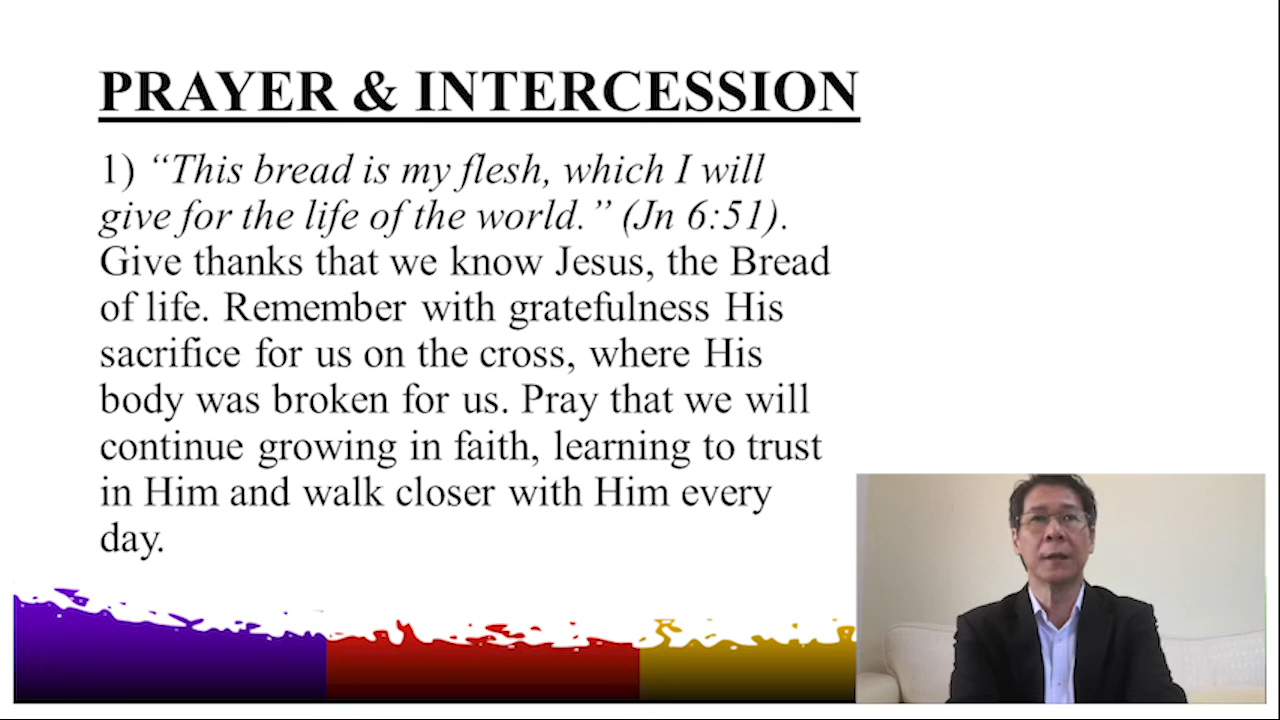 PRAYER & INTERCESSION
1) “This bread is my flesh, which I will
give for the life of the world.” (Jn 6:51).
Give thanks that we know Jesus, the Bread
of life. Remember with gratefulness His
sacrifice for us on the cross, where His
body was broken for us. Pray that we will
continue growing in faith, learning to trust
in Him and walk closer with Him every
day.